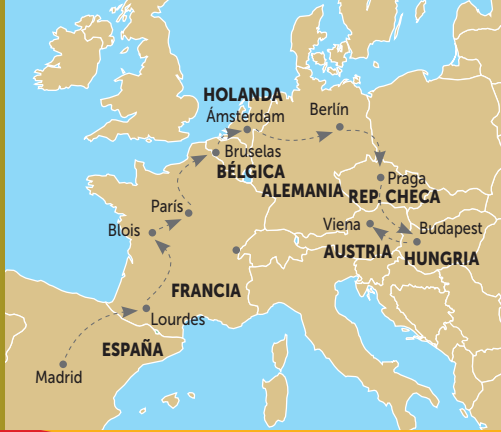 HOLANDA
Ámsterdam
Berlín
Bruselas
BÉLGICA
ALEMANIA
Praga
REP. CHECA
París
Blois
Viena
Budapest
AUSTRIA
HUNGRIA
FRANCIA
Lourdes
ESPAÑA
Madrid